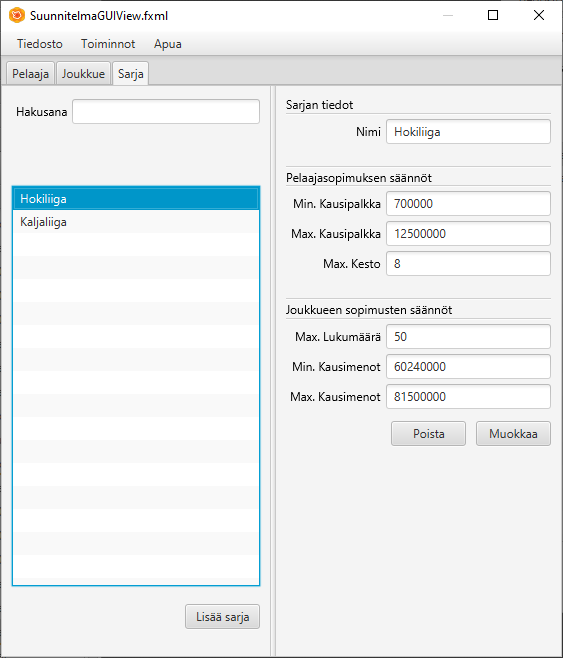 SuunnitelmaGUIView.fxml
Tiedosto Toiminnot Apua
Pelaaja Joukkue Sarja
Hakusana
Hokiliiga
Kaljaliiga
Lisää sarja
Sarjan tiedot
Nimi Hokiliiga
Pelaajasopimuksen säännöt
Min. Kausipalkka 700000
Max. Kausipalkka 12500000
Max. Kesto 8
Joukkueen sopimusten säännöt
Max. Lukumäärä 50
Min. Kausimenot 60240000
Max. Kausimenot 81500000
Poista Muokkaa